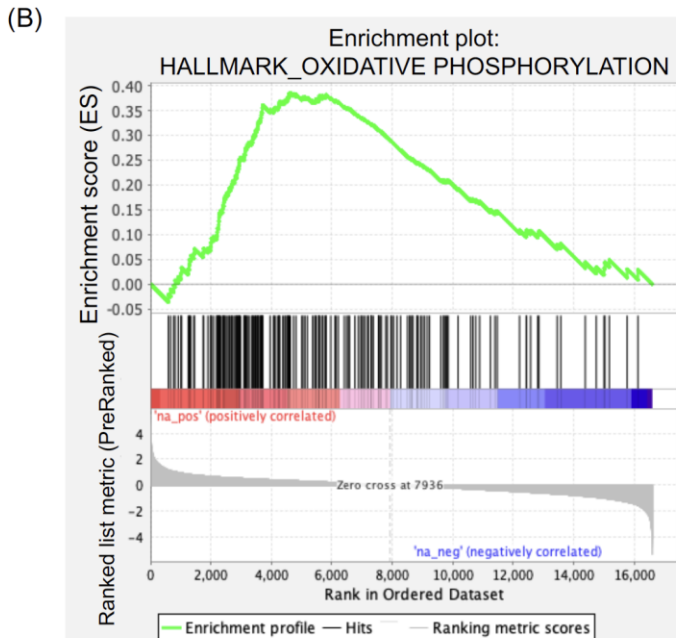 (B)
Enrichment plot:
HALLMARK_OXIDATIVE PHOSPHORYLATION
Enrichment score (ES)
0.40
0.35
0.30
0.25
0.20
0.15
0.10
0.05
0.00
-0.05
'na_pos' (positively correlated)
Ranked list metric (PreRanked)
4
2
0
-2
-4
Zero cross at 7936
'na_neg' (negatively correlated)
0 2,000 4,000 6,000 8,000 10,000 12,000 14,000 16,000
Rank in Ordered Dataset
Enrichment profile Hits Ranking metric scores